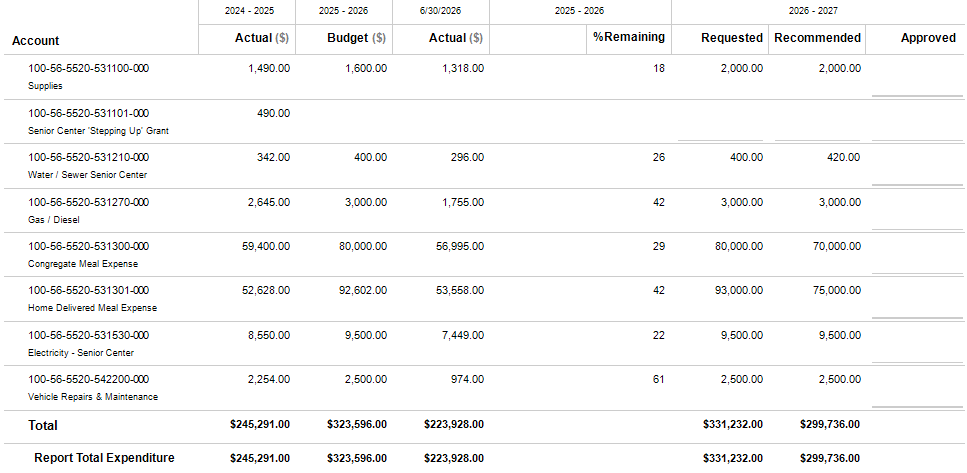 2024 - 2025 2025 - 2026 6/30/2026 2025 - 2026 2026 - 2027
Account Actual ($) Budget ($) Actual ($) %Remaining Requested Recommended Approved
100-56-5520-531100-000 1,490.00 1,600.00 1,318.00 18 2,000.00 2,000.00
Supplies
100-56-5520-531101-000 490.00
Senior Center 'Stepping Up' Grant
100-56-5520-531210-000 342.00 400.00 296.00 26 400.00 420.00
Water / Sewer Senior Center
100-56-5520-531270-000 2,645.00 3,000.00 1,755.00 42 3,000.00 3,000.00
Gas / Diesel
100-56-5520-531300-000 59,400.00 80,000.00 56,995.00 29 80,000.00 70,000.00
Congregate Meal Expense
100-56-5520-531301-000 52,628.00 92,602.00 53,558.00 42 93,000.00 75,000.00
Home Delivered Meal Expense
100-56-5520-531530-000 8,550.00 9,500.00 7,449.00 22 9,500.00 9,500.00
Electricity - Senior Center
100-56-5520-542200-000 2,254.00 2,500.00 974.00 61 2,500.00 2,500.00
Vehicle Repairs & Maintenance
Total $245,291.00 $323,596.00 $223,928.00 $331,232.00 $299,736.00
Report Total Expenditure $245,291.00 $323,596.00 $223,928.00 $331,232.00 $299,736.00